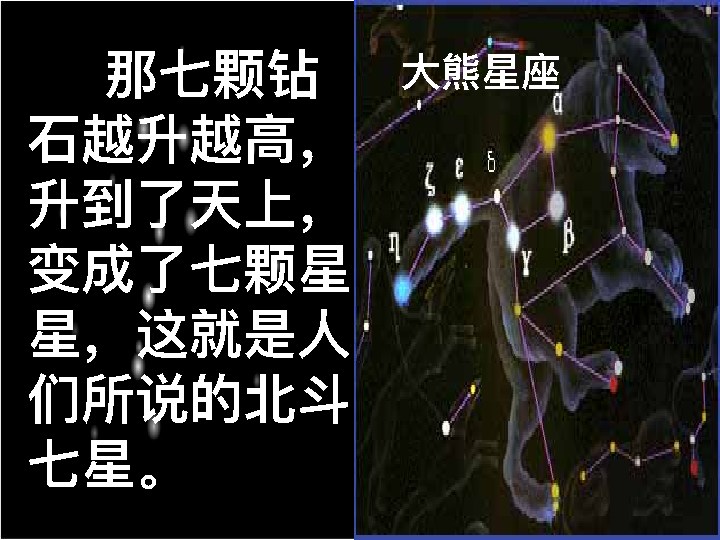 那七颗钻
石越升越高，
升到了天上，
变成了七颗星
星，这就是人
们所说的北斗
七星。
大熊星座
α
δ
ε
ζ
η
β
γ